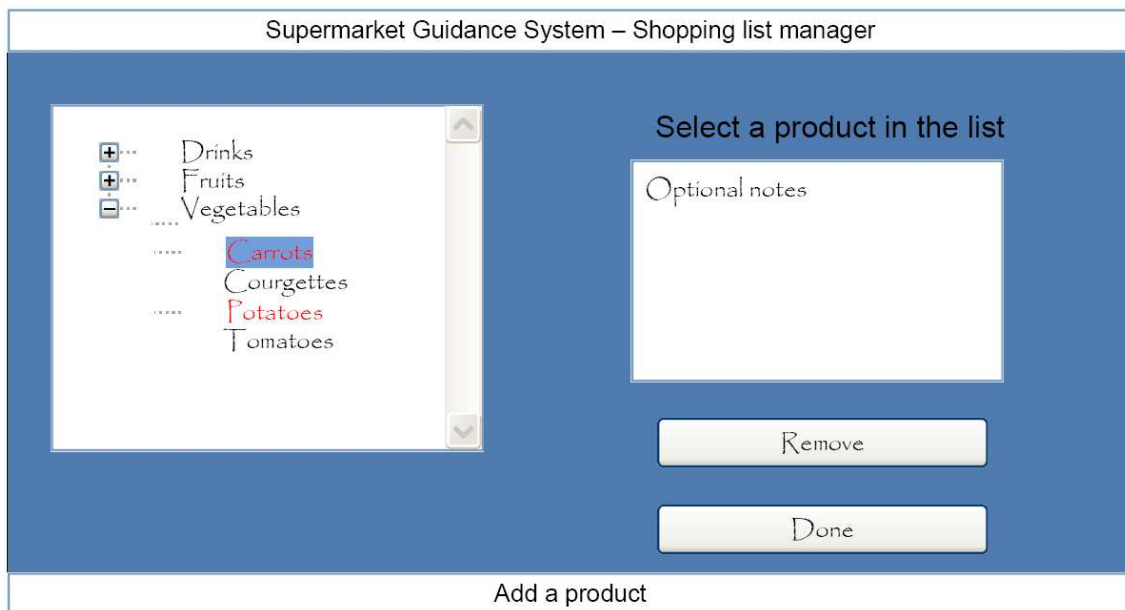 Supermarket Guidance System – Shopping list manager
Drinks
Fruits
Vegetables
Carrots
Courgettes
Potatoes
Tomatoes
Select a product in the list
Optional notes
Remove
Done
Add a product